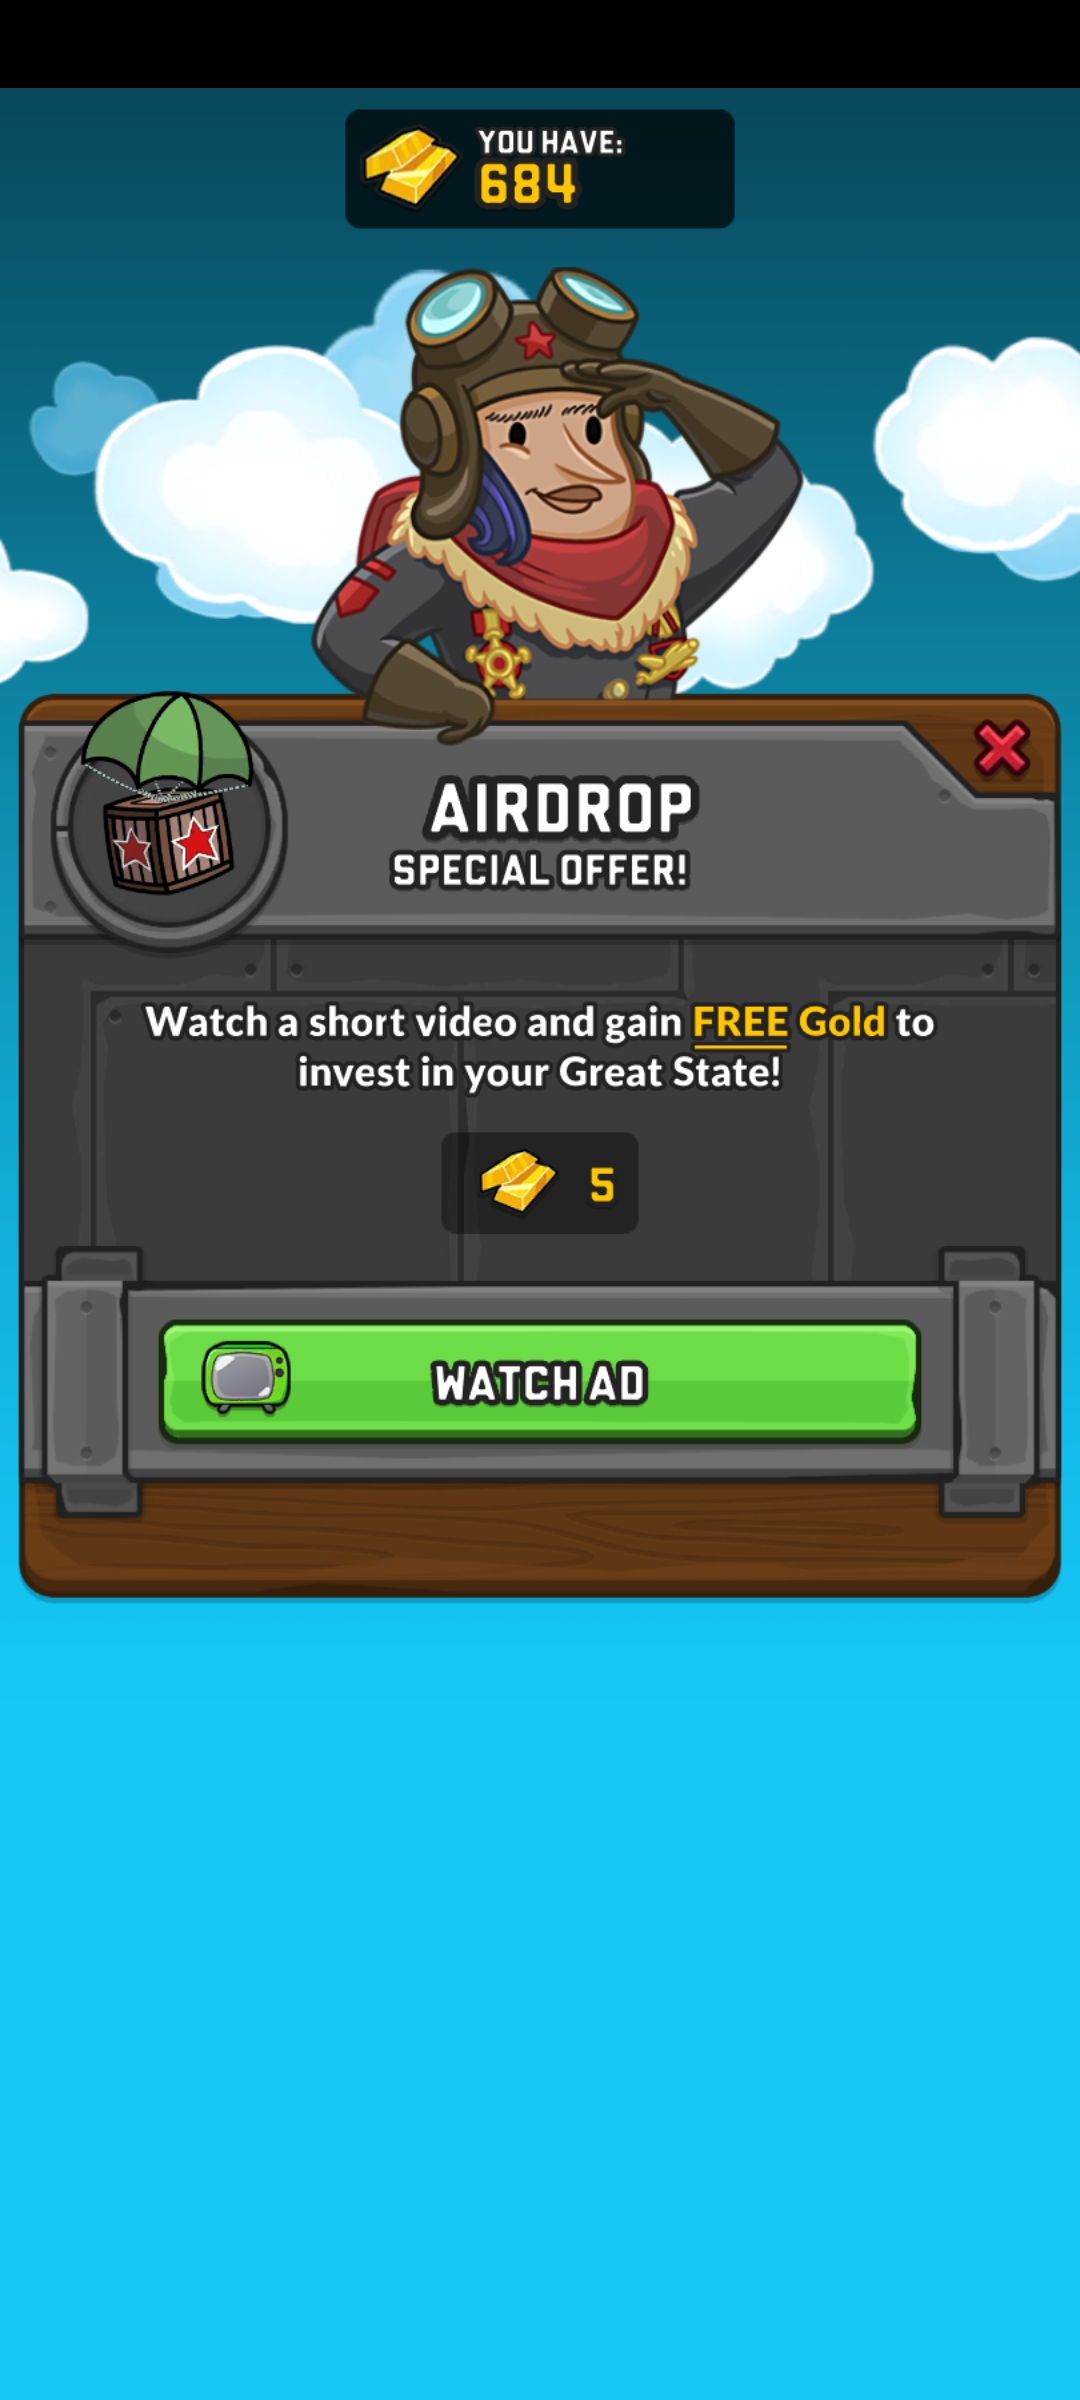 YOU HAVE:
684
AIRDROP
SPECIAL OFFER!
Watch a short video and gain FREE Gold to
invest in your Great State!
5
WATCH AD